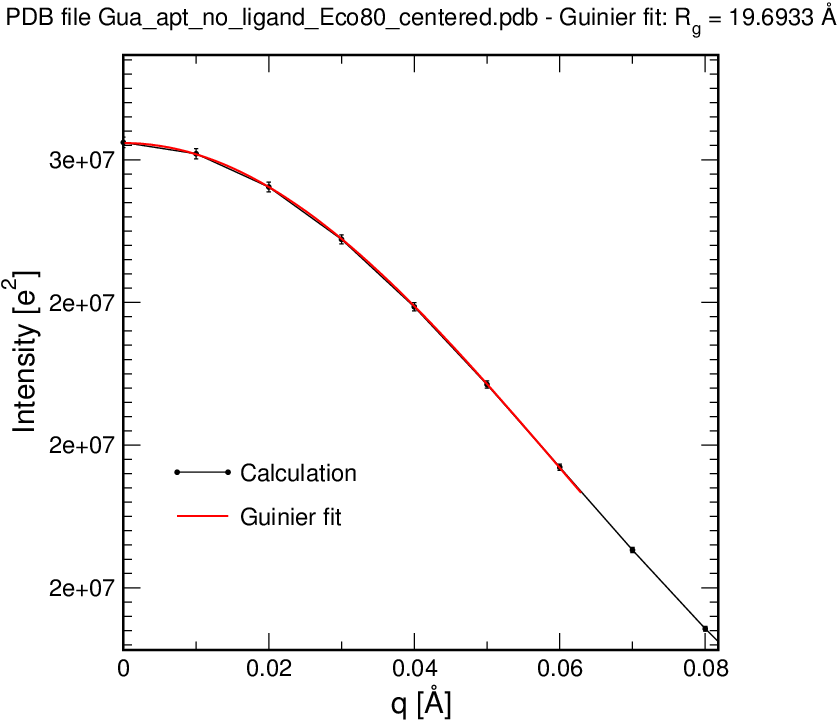 PDB file Gua_apt_no_ligand_Eco80_centered.pdb - Guinier fit: Rg = 19.6933 Å
3e+07
2e+07
2e+07
2e+07
Intensity [e2]
Calculation
Guinier fit
0 0.02 0.04 0.06 0.08
q [Å]